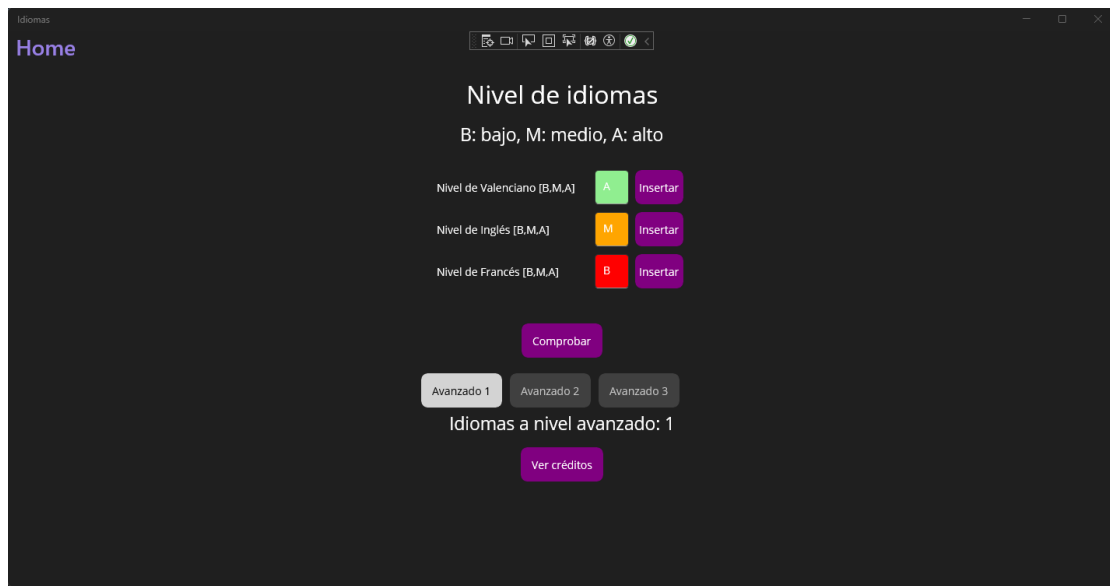 Idiomas
Home
Nivel de idiomas
B: bajo, M: medio, A: alto
Nivel de Valenciano [B,M,A] A Insertar
Nivel de Inglés [B,M,A] M Insertar
Nivel de Francés [B,M,A] B Insertar
Comprobar
Avanzado 1 Avanzado 2 Avanzado 3
Idiomas a nivel avanzado: 1
Ver créditos